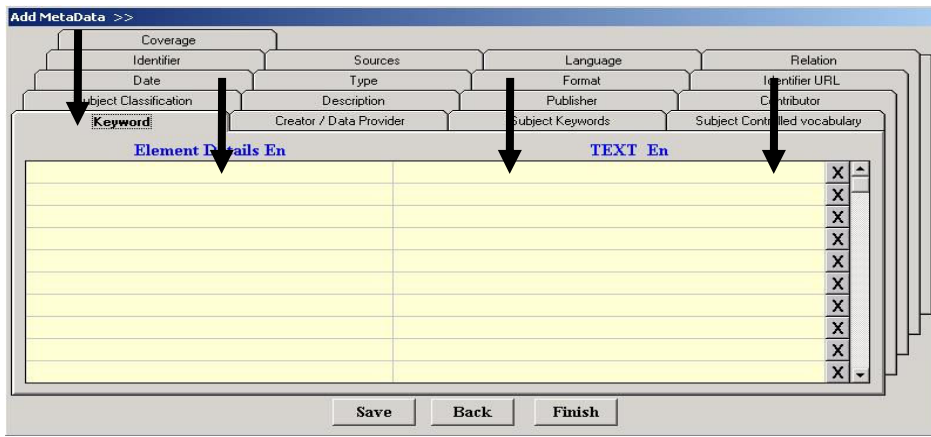 Add MetaData >>
Coverage
Identifier Sources Language Relation
Date Type Format Identifier URL
Subject Classification Description Publisher Contributor
Keyword Creator / Data Provider Subject Keywords Subject Controlled vocabulary
Element Details En TEXT En
X
X
X
X
X
X
X
X
X
X
Save Back Finish